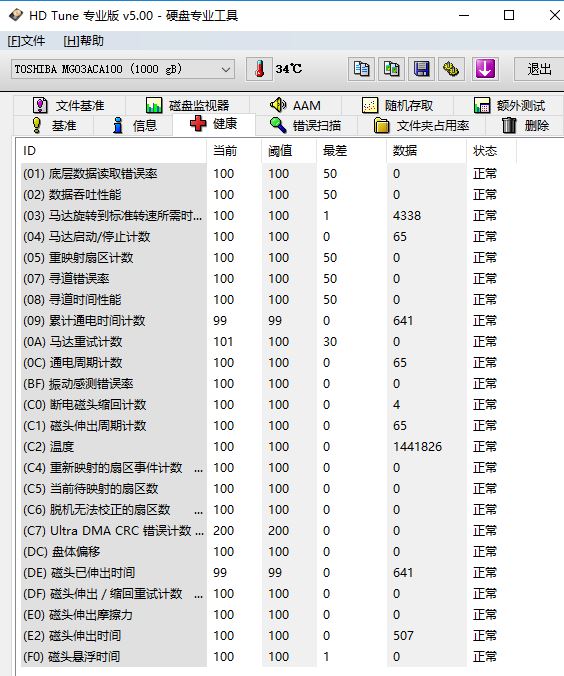 HD Tune 专业版 v5.00 - 硬盘专业工具
[F]文件 [H]帮助
TOSHIBA MG03ACA100 (1000 gB) 34℃ 退出
文件基准 磁盘监视器 AAM 随机存取 额外测试
基准 信息 健康 错误扫描 文件夹占用率 删除
ID 当前 阈值 最差 数据 状态
(01) 底层数据读取错误率 100 100 50 0 正常
(02) 数据吞吐性能 100 100 50 0 正常
(03) 马达旋转到标准转速所需时... 100 100 1 4338 正常
(04) 马达启动/停止计数 100 100 0 65 正常
(05) 重映射扇区计数 100 100 50 0 正常
(07) 寻道错误率 100 100 50 0 正常
(08) 寻道时间性能 100 100 50 0 正常
(09) 累计通电时间计数 99 99 0 641 正常
(0A) 马达重试计数 101 100 30 0 正常
(0C) 通电周期计数 100 100 0 65 正常
(BF) 振动感测错误率 100 100 0 0 正常
(C0) 断电磁头缩回计数 100 100 0 4 正常
(C1) 磁头伸出周期计数 100 100 0 65 正常
(C2) 温度 100 100 0 1441826 正常
(C4) 重新映射的扇区事件计数 ... 100 100 0 0 正常
(C5) 当前待映射的扇区数 100 100 0 0 正常
(C6) 脱机无法校正的扇区数 ... 100 100 0 0 正常
(C7) Ultra DMA CRC 错误计数 ... 200 200 0 0 正常
(DC) 盘体偏移 100 100 0 0 正常
(DE) 磁头已伸出时间 99 99 0 641 正常
(DF) 磁头伸出 / 缩回重试计数 ... 100 100 0 0 正常
(E0) 磁头伸出摩擦力 100 100 0 0 正常
(E2) 磁头伸出时间 100 100 0 507 正常
(F0) 磁头悬浮时间 100 100 1 0 正常